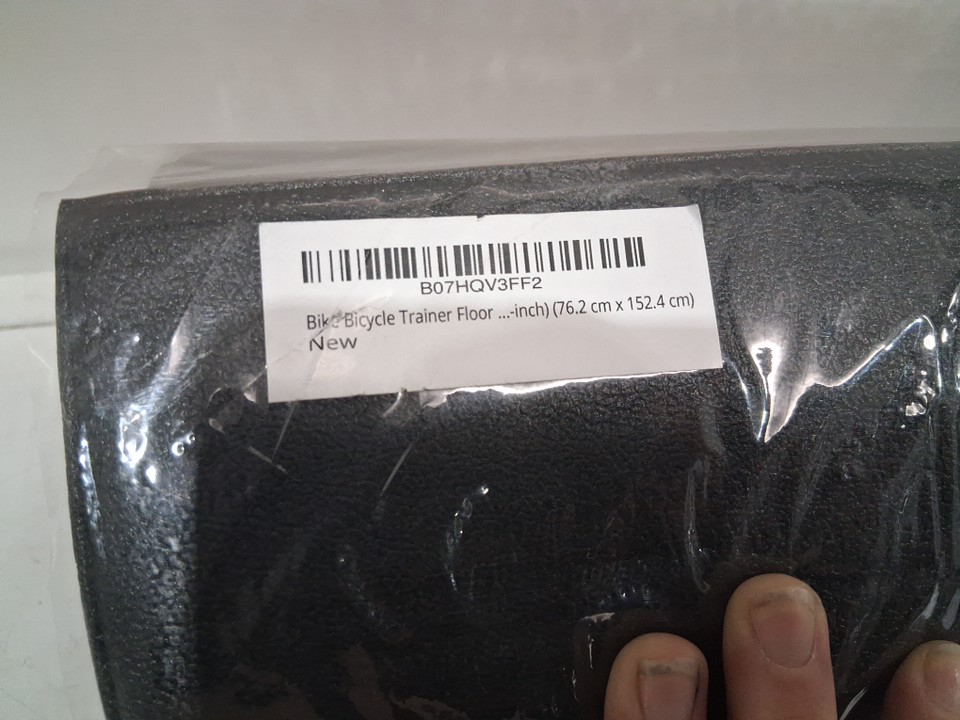 B07HQV3FF2
Bike Bicycle Trainer Floor ...-inch) (76.2 cm x 152.4 cm)
New